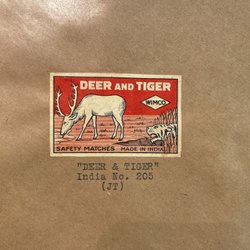 DEER AND TIGER
WIMCO
SAFETY MATCHES MADE IN INDIA
"DEER & TIGER"
India No. 205
(JT)